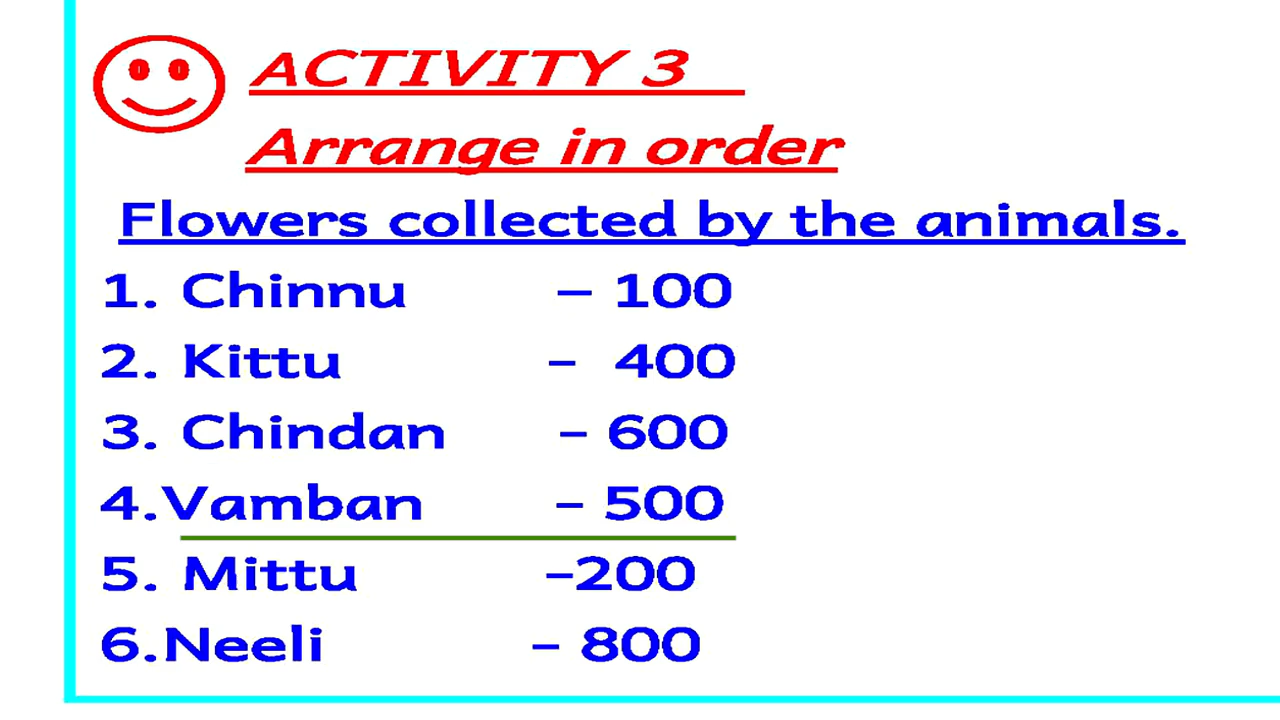 ACTIVITY 3
Arrange in order
Flowers collected by the animals.
1. Chinnu – 100
2. Kittu – 400
3. Chindan – 600
4.Vamban – 500
5. Mittu –200
6.Neeli – 800